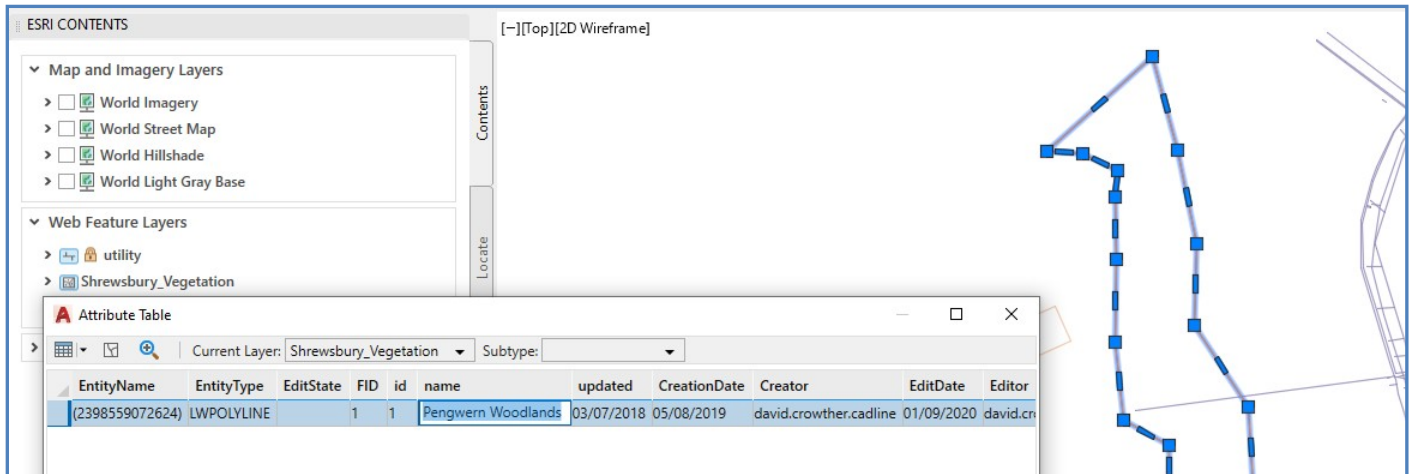 ESRI CONTENTS
[−][Top][2D Wireframe]
Map and Imagery Layers
World Imagery
World Street Map
World Hillshade
World Light Gray Base
Contents
Web Feature Layers
utility
Shrewsbury_Vegetation
Locate
Attribute Table
Current Layer: Shrewsbury_Vegetation Subtype:
EntityName EntityType EditState FID id name updated CreationDate Creator EditDate Editor
(2398559072624) LWPOLYLINE 1 1 Pengwern Woodlands 03/07/2018 05/08/2019 david.crowther.cadline 01/09/2020 david.cr